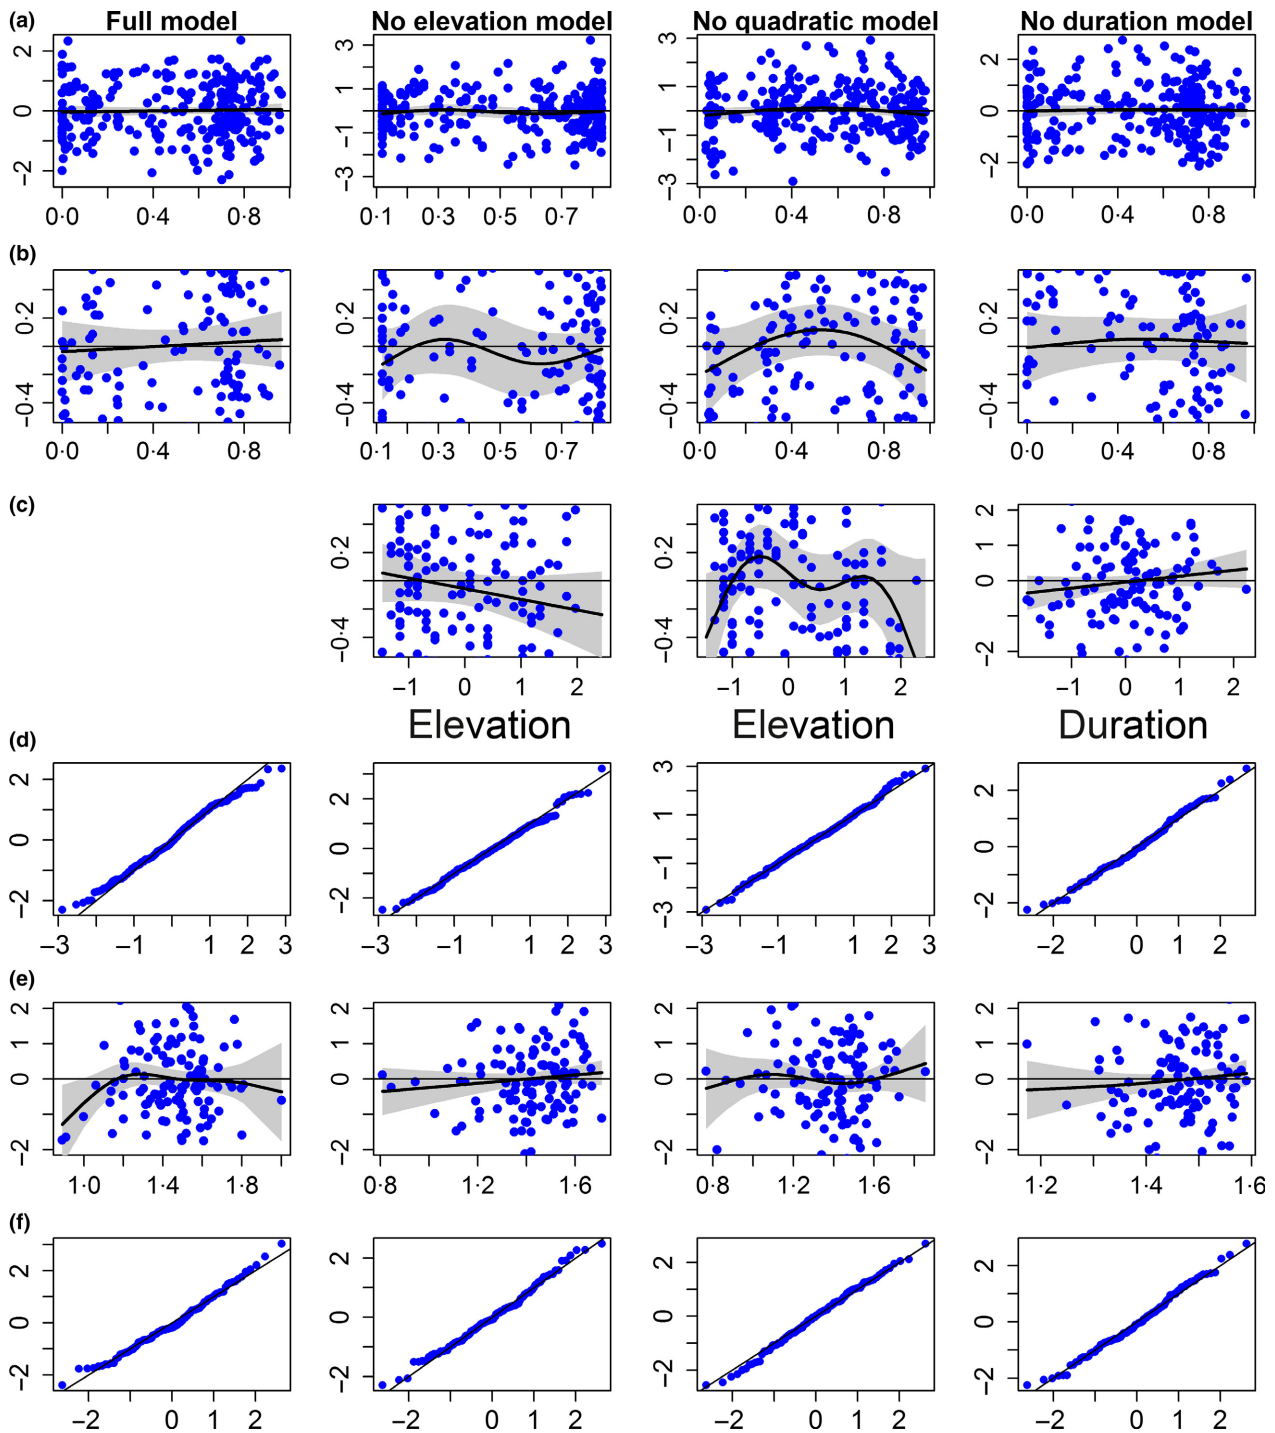 (a) Full model No elevation model No quadratic model No duration model
2 0 −2
3 1 −1 −3
3 1 −1 −3
2 0 −2
0·0 0·4 0·8
0·1 0·3 0·5 0·7
0·0 0·4 0·8
0·0 0·4 0·8
(b)
0·2 −0·4
0·2 −0·4
0·2 −0·4
0·2 −0·4
0·0 0·4 0·8
0·1 0·3 0·5 0·7
0·0 0·4 0·8
0·0 0·4 0·8
(c)
0·2 −0·4
0·2 −0·4
2 1 0 −1 −2
−1 0 1 2
−1 0 1 2
−1 0 1 2
Elevation Elevation Duration
(d)
2 0 −2
2 0 −2
3 1 −1 −3
2 0 −2
−3 −1 1 2 3
−3 −1 1 2 3
−3 −1 1 2 3
−2 0 1 2
(e)
2 1 0 −2
2 1 0 −2
2 1 0 −2
2 1 0 −2
1·0 1·4 1·8
0·8 1·2 1·6
0·8 1·2 1·6
1·2 1·4 1·6
(f)
2 0 −2
2 0 −2
2 0 −2
2 0 −2
−2 0 1 2
−2 0 1 2
−2 0 1 2
−2 0 1 2